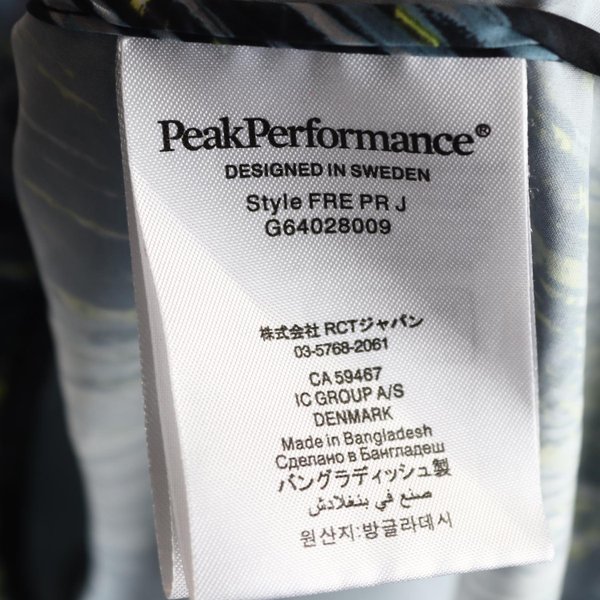 PeakPerformance®
DESIGNED IN SWEDEN
Style FRE PR J
G64028009
株式会社 RCTジャパン
03-5768-2061
CA 59467
IC GROUP A/S
DENMARK
Made in Bangladesh
Сделано в Бангладеш
バングラディッシュ製
صنع في بنغلادش
원산지:방글라데시